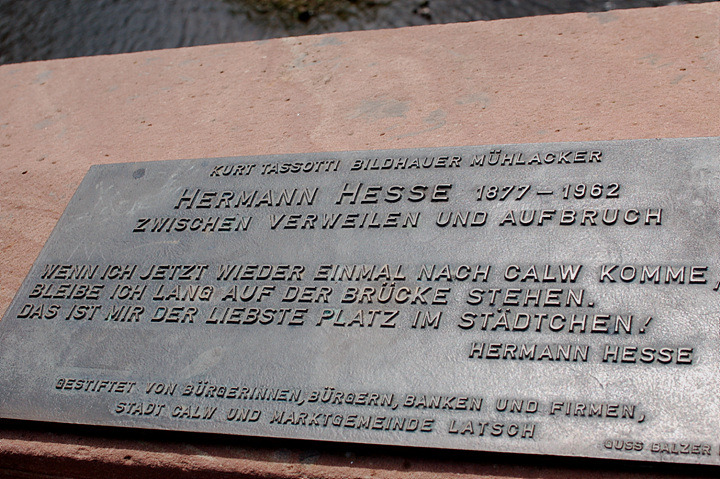 KURT TASSOTTI BILDHAUER MÜHLACKER
HERMANN HESSE 1877 – 1962
ZWISCHEN VERWEILEN UND AUFBRUCH
WENN ICH JETZT WIEDER EINMAL NACH CALW KOMME,
BLEIBE ICH LANG AUF DER BRÜCKE STEHEN.
DAS IST MIR DER LIEBSTE PLATZ IM STÄDTCHEN!
HERMANN HESSE
GESTIFTET VON BÜRGERINNEN, BÜRGERN, BANKEN UND FIRMEN,
STADT CALW UND MARKTGEMEINDE LATSCH
GUSS BALZER